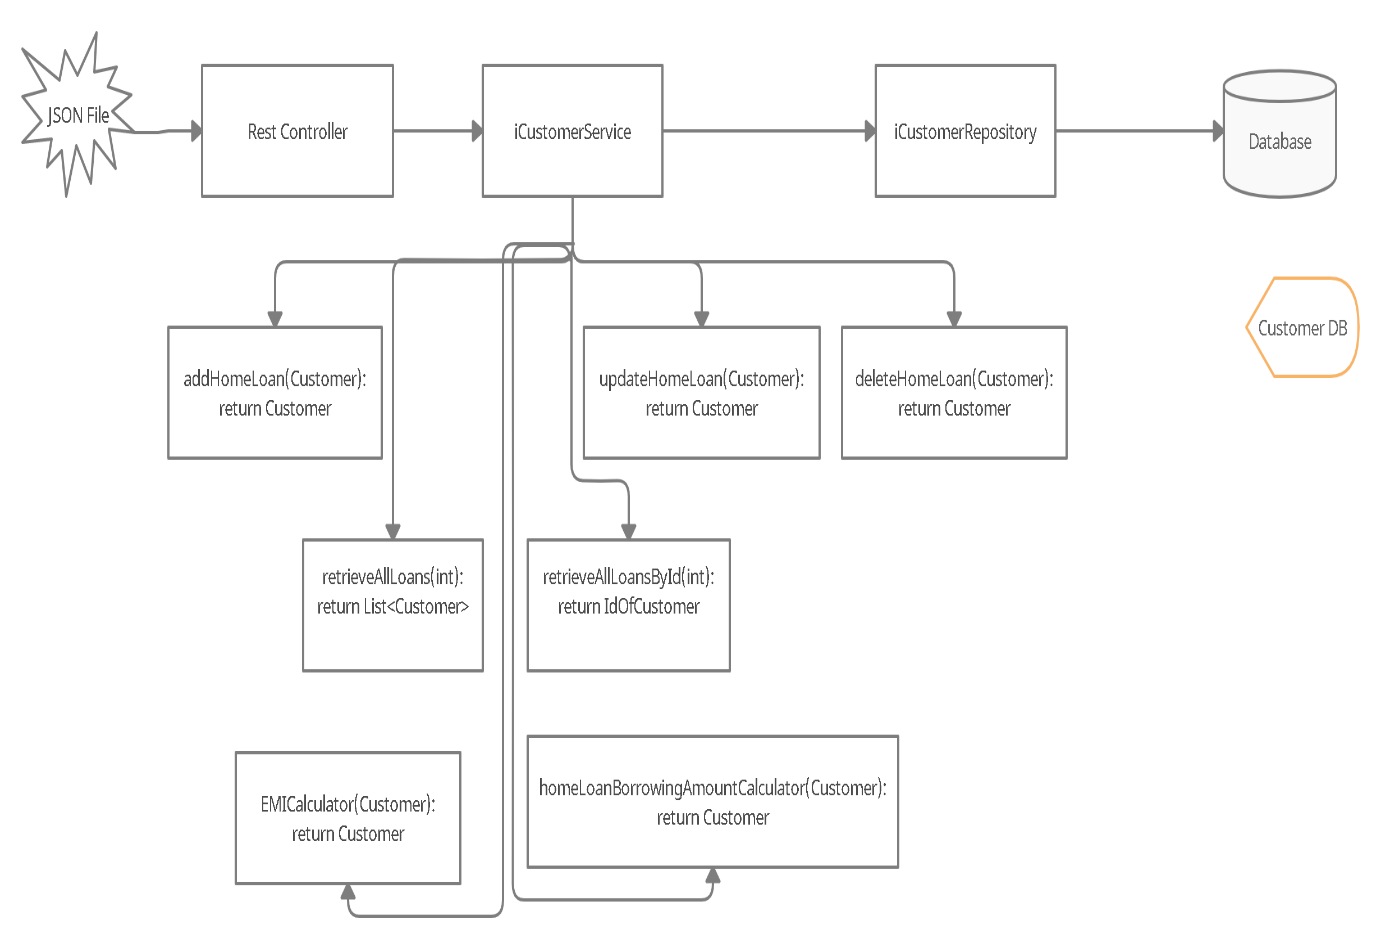 JSON File
Rest Controller
iCustomerService
iCustomerRepository
Database
Customer DB
addHomeLoan(Customer):
return Customer
updateHomeLoan(Customer):
return Customer
deleteHomeLoan(Customer):
return Customer
retrieveAllLoans(int):
return List<Customer>
retrieveAllLoansById(int):
return IdOfCustomer
EMICalculator(Customer):
return Customer
homeLoanBorrowingAmountCalculator(Customer):
return Customer